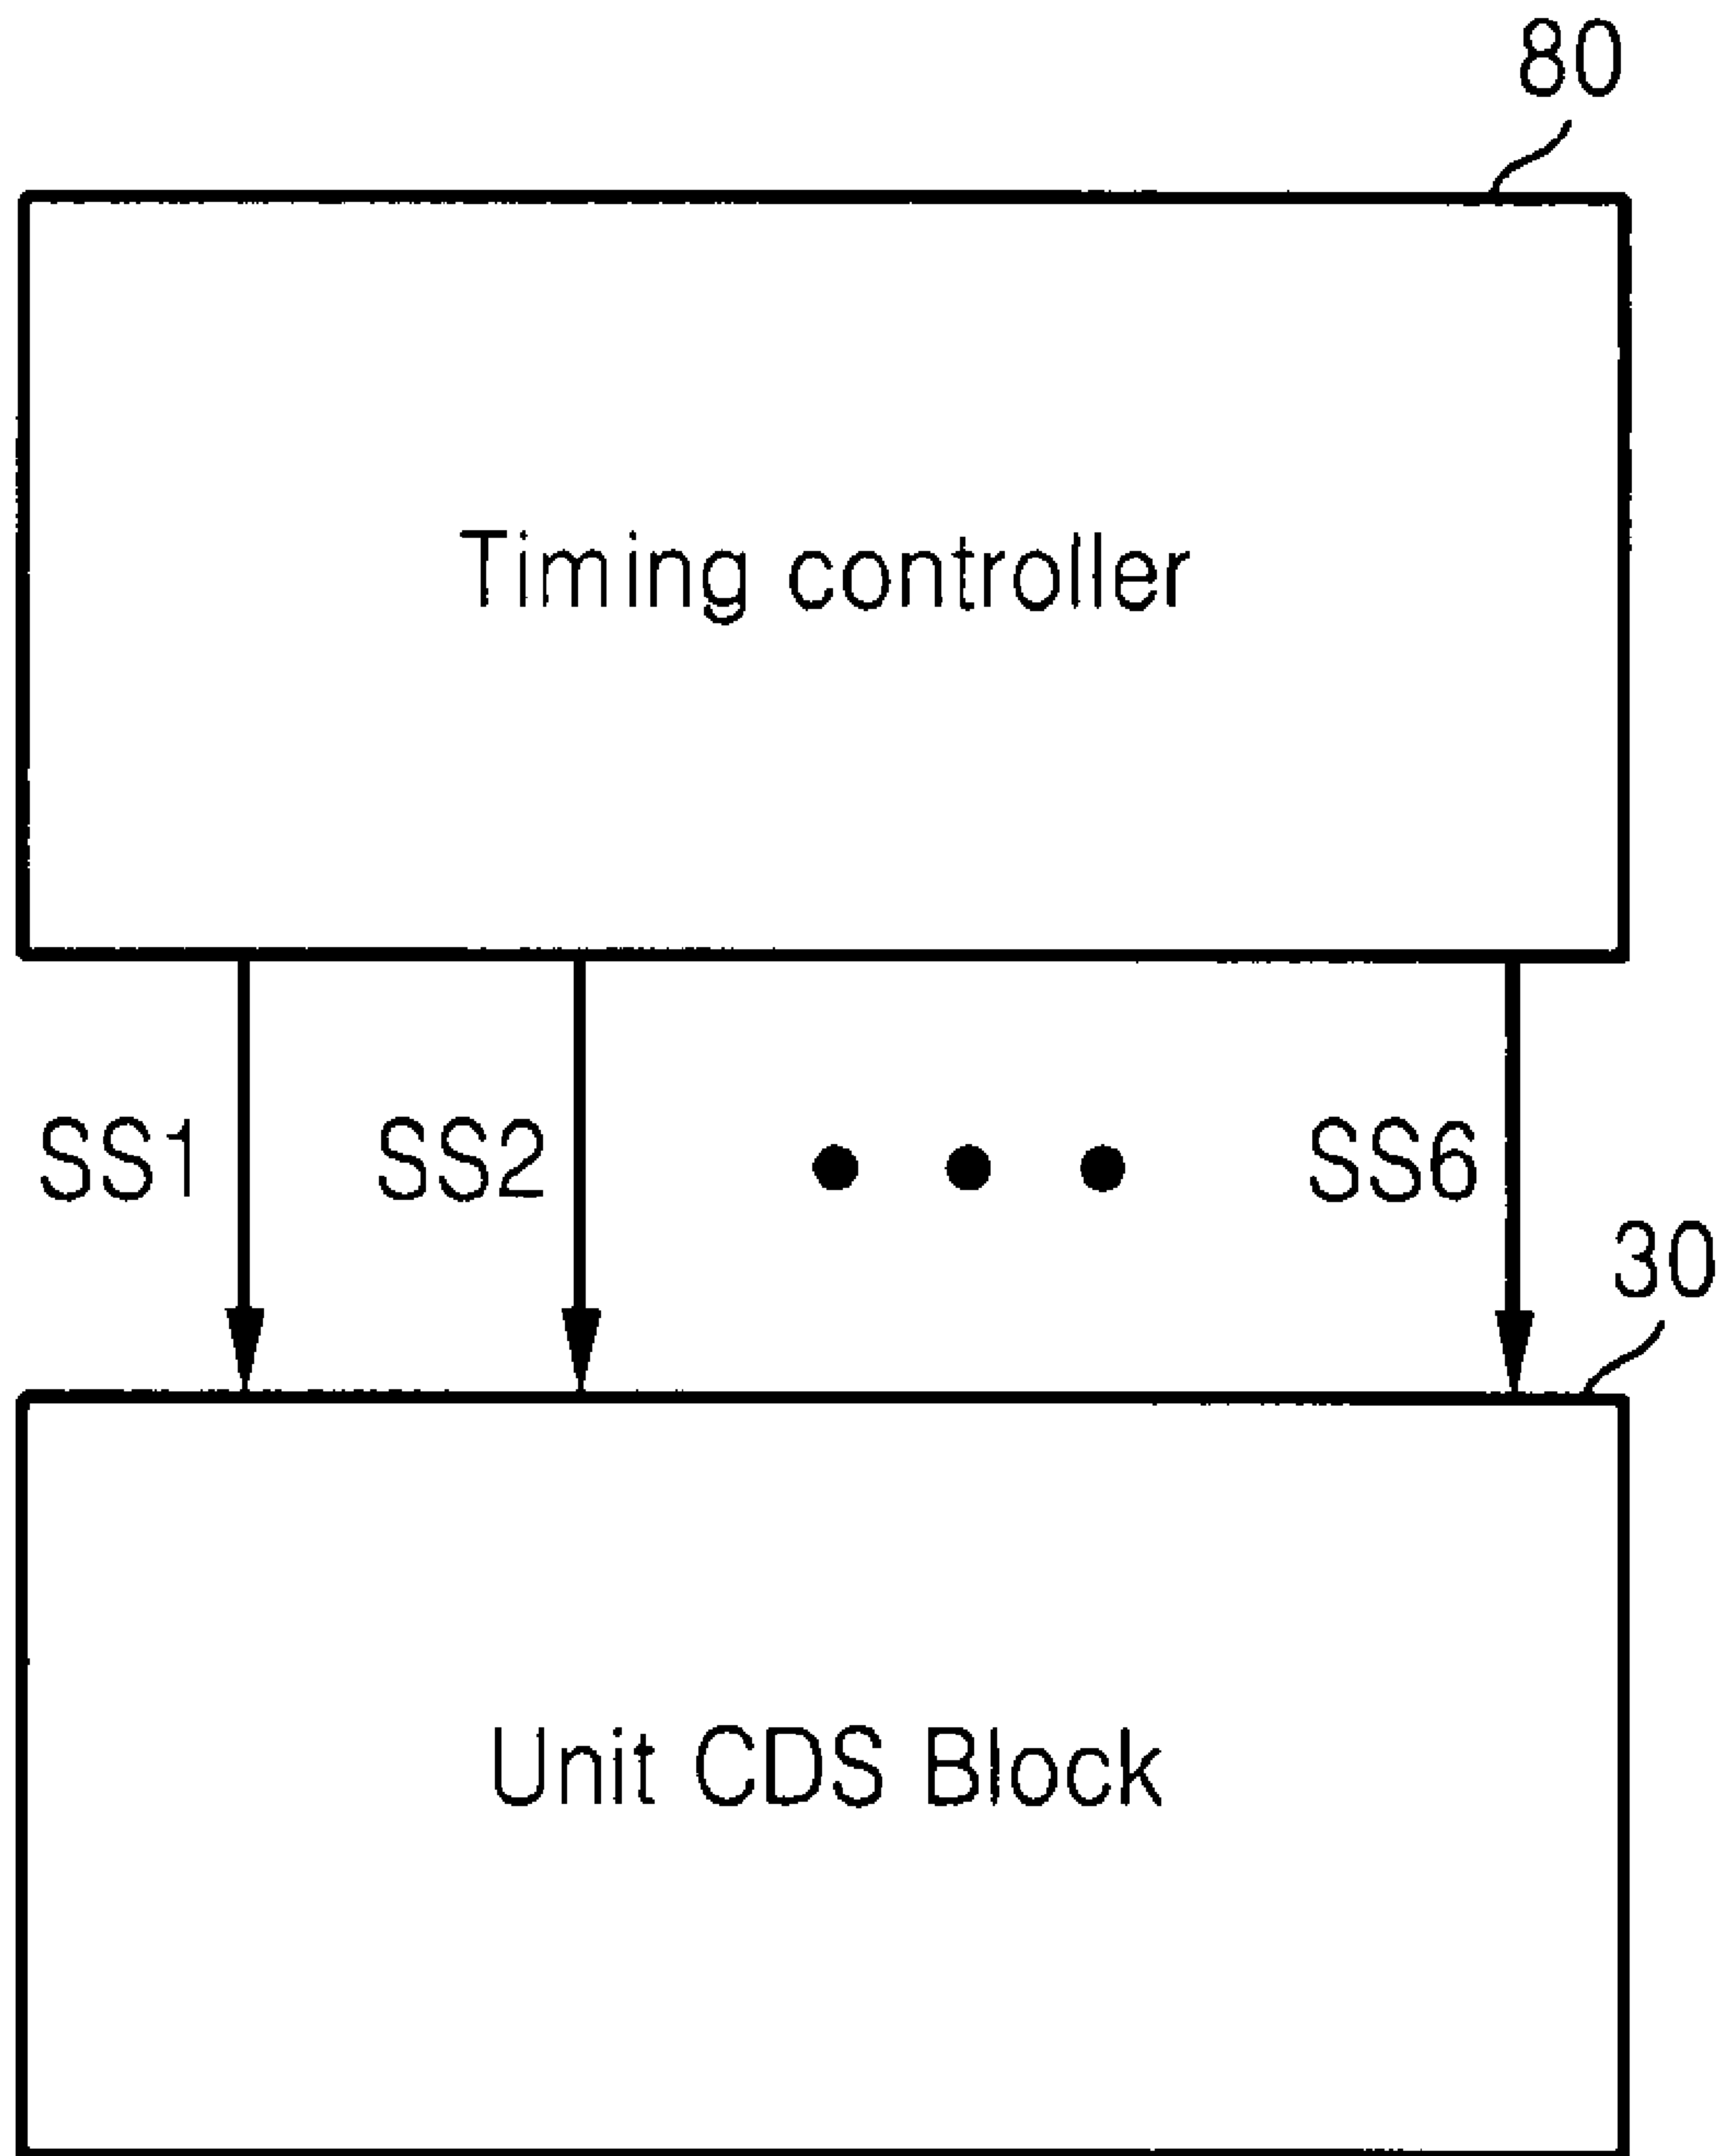 80
Timing controller
SS1 SS2 SS6
30
Unit CDS Block